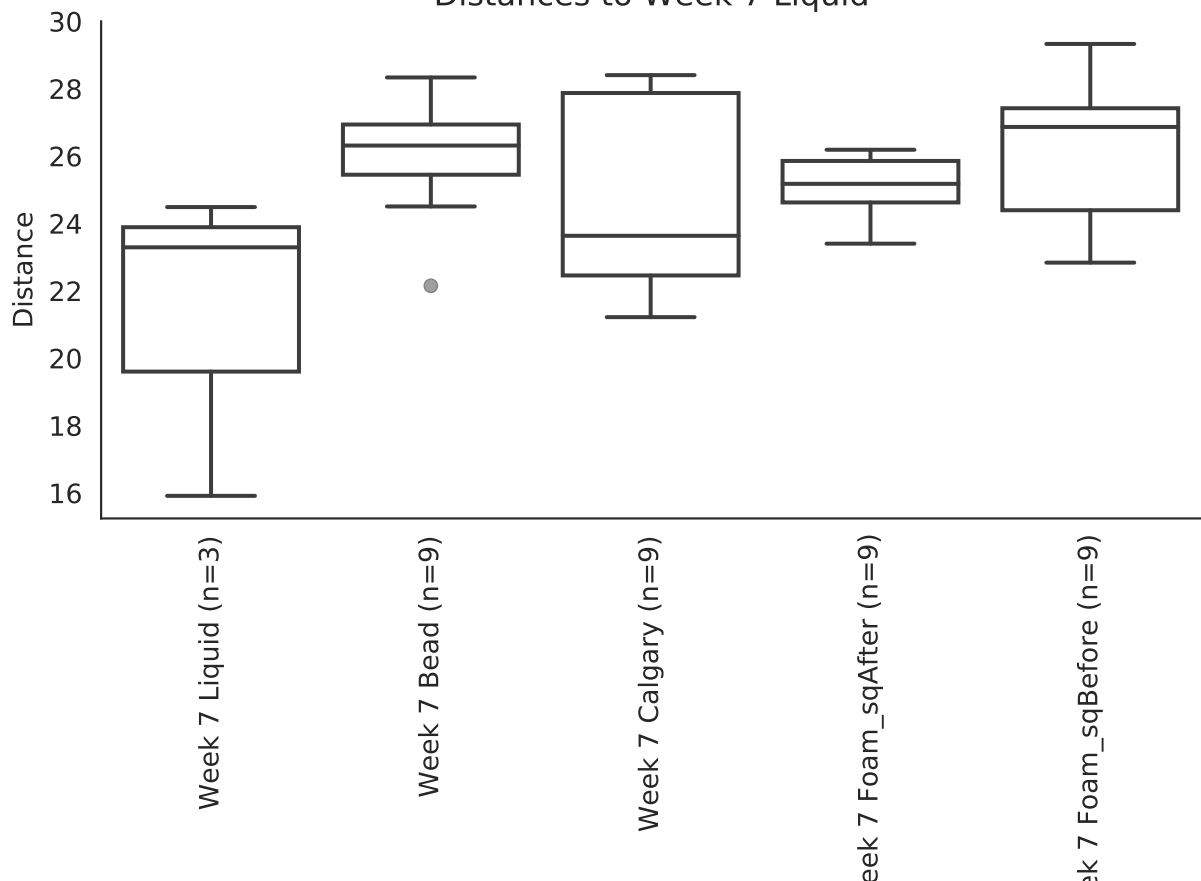 Distances to Week 7 Liquid
30
28
26
24
22
20
18
16
Distance
Week 7 Liquid (n=3)
Week 7 Bead (n=9)
Week 7 Calgary (n=9)
eek 7 Foam_sqAfter (n=9)
ek 7 Foam_sqBefore (n=9)